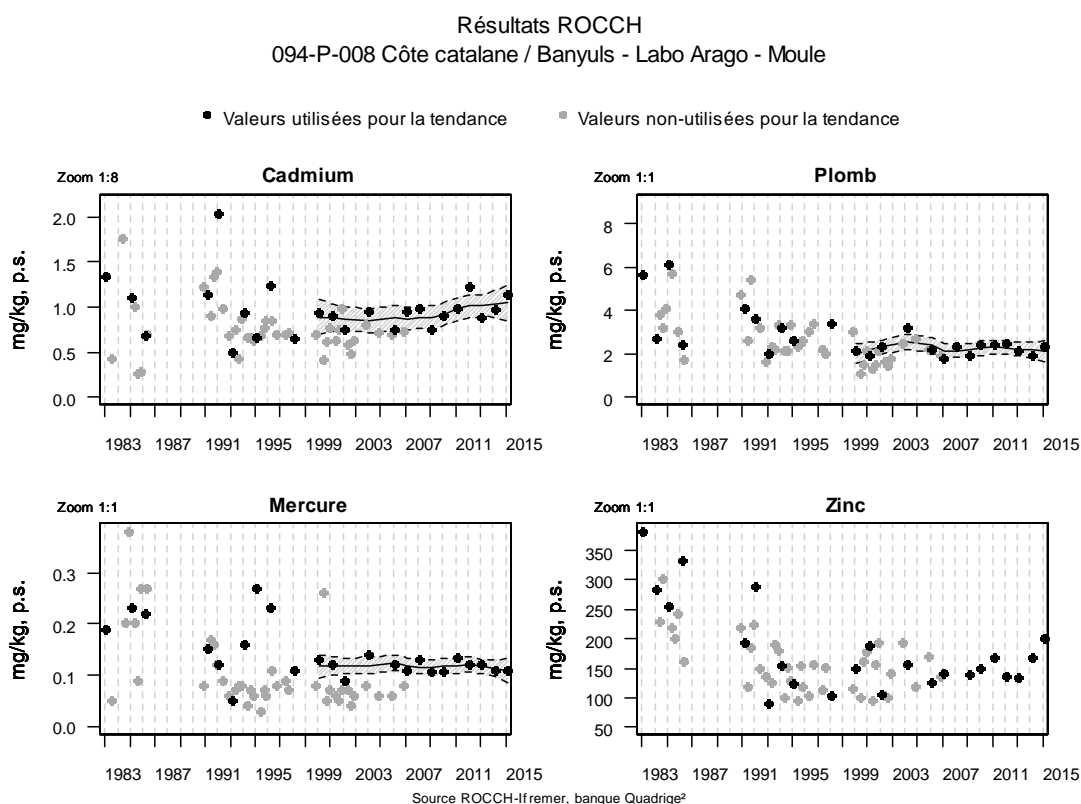 Résultats ROCCH
094-P-008 Côte catalane / Banyuls - Labo Arago - Moule
Valeurs utilisées pour la tendance
Valeurs non-utilisées pour la tendance
Zoom 1:8
Cadmium
mg/kg, p.s.
2.0
1.5
1.0
0.5
0.0
1983 1987 1991 1995 1999 2003 2007 2011 2015
Zoom 1:1
Plomb
mg/kg, p.s.
8
6
4
2
0
1983 1987 1991 1995 1999 2003 2007 2011 2015
Zoom 1:1
Mercure
mg/kg, p.s.
0.3
0.2
0.1
0.0
1983 1987 1991 1995 1999 2003 2007 2011 2015
Zoom 1:1
Zinc
mg/kg, p.s.
350
300
250
200
150
100
50
1983 1987 1991 1995 1999 2003 2007 2011 2015
Source ROCCH-Ifremer, banque Quadrige²